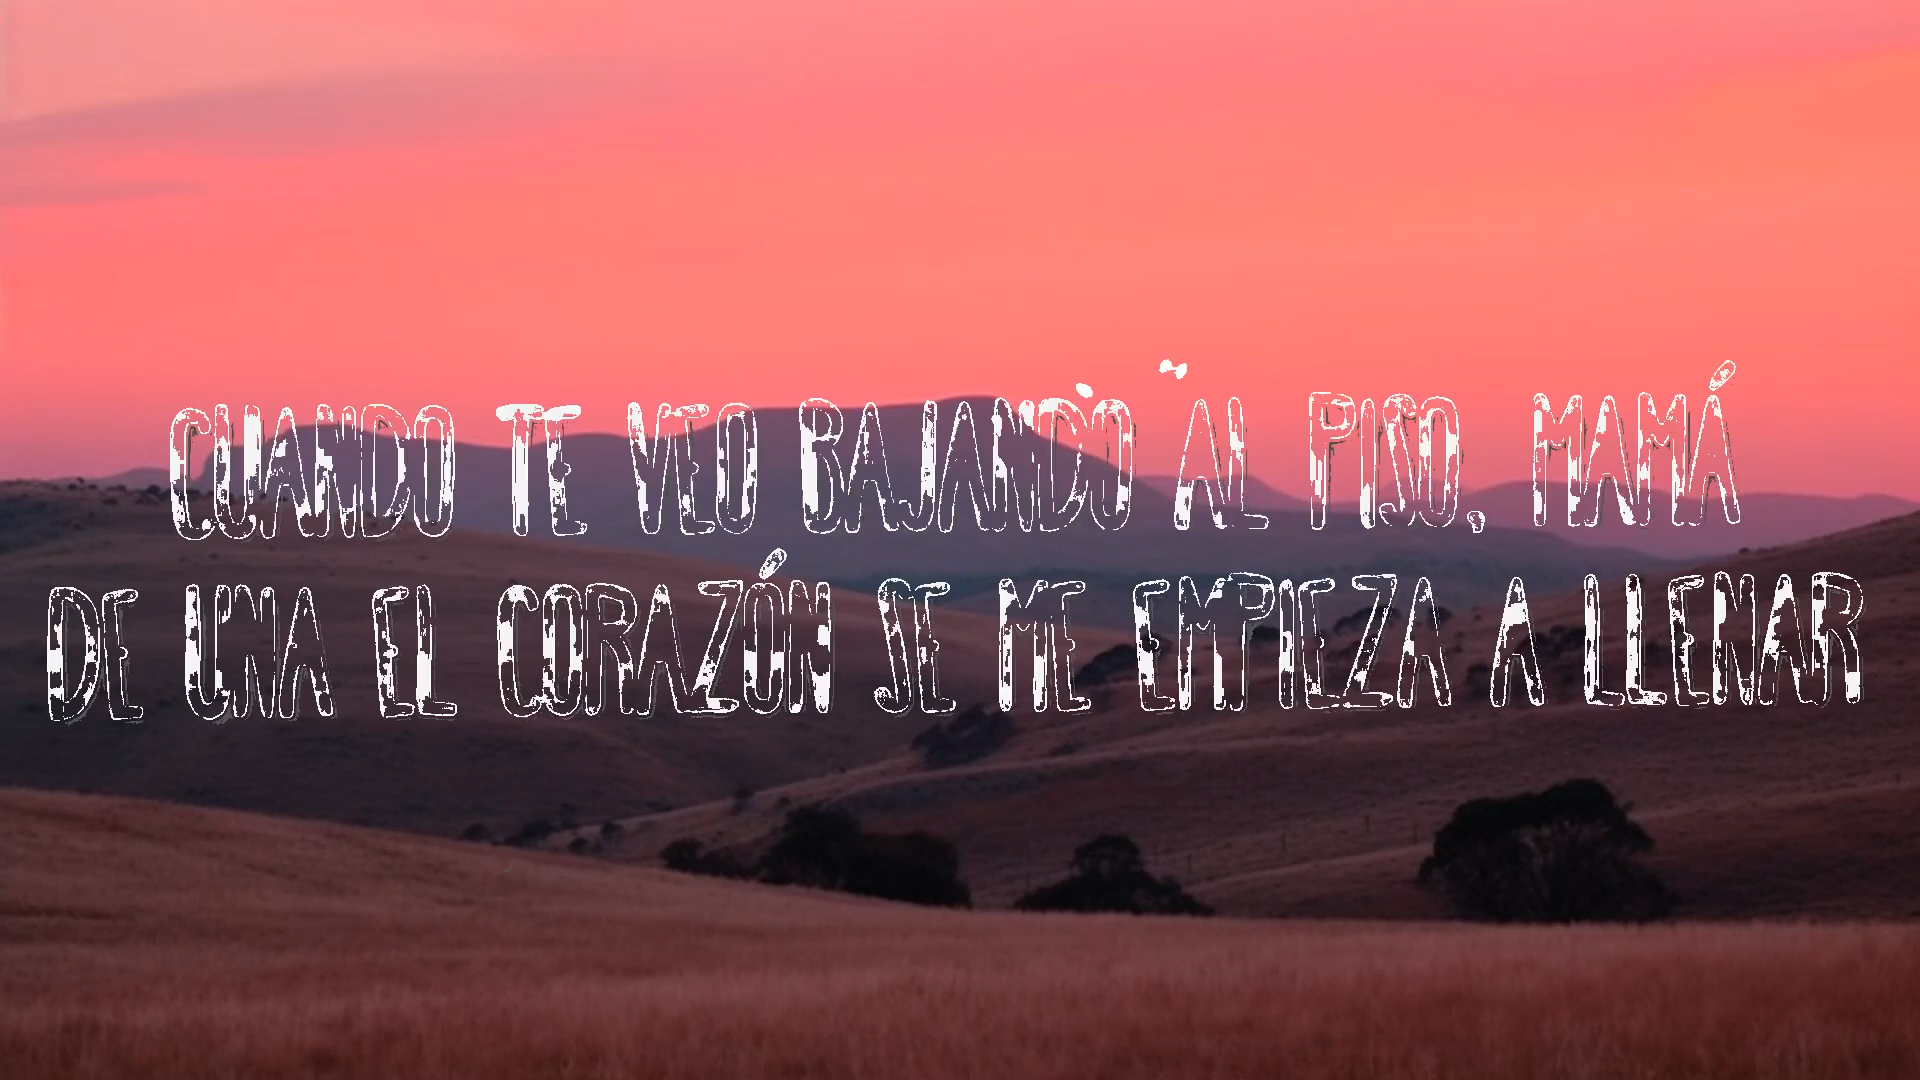 CUANDO TE VEO BAJANDO AL PISO, MAMÁ
DE UNA EL CORAZÓN SE ME EMPIEZA A LLENAR